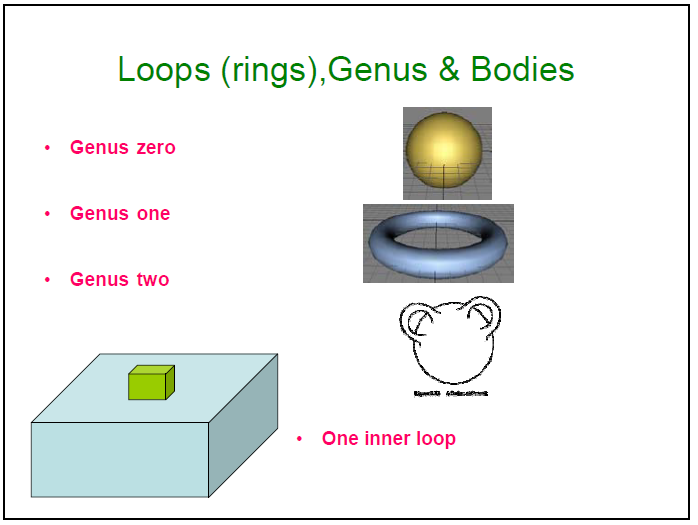 Loops (rings),Genus & Bodies
• Genus zero
• Genus one
• Genus two
• One inner loop